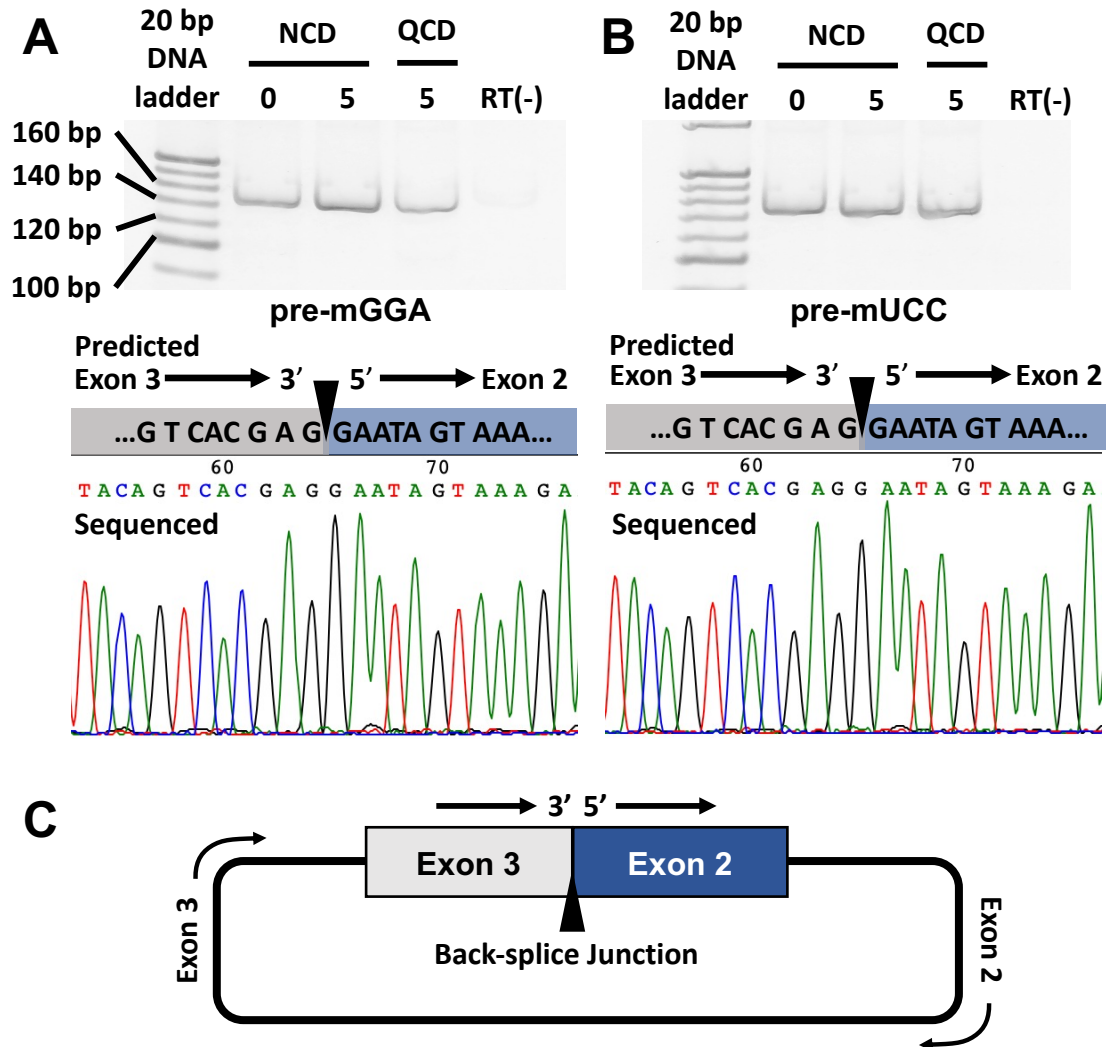 A
20 bp
DNA
ladder
NCD
QCD
0
5
5
RT(-)
160 bp
140 bp
120 bp
100 bp
pre-mGGA
Predicted
Exon 3
3’
5’
Exon 2
...G T CAC G A G GAATA GT AAA...
60
70
T A C A G T C A C G A G G A A T A G T A A A G A
Sequenced
B
20 bp
DNA
ladder
NCD
QCD
0
5
5
RT(-)
pre-mUCC
Predicted
Exon 3
3’
5’
Exon 2
...G T CAC G A G GAATA GT AAA...
60
70
T A C A G T C A C G A G G A A T A G T A A A G A
Sequenced
C
3’ 5’
Exon 3
Exon 2
Exon 3
Exon 2
Back-splice Junction